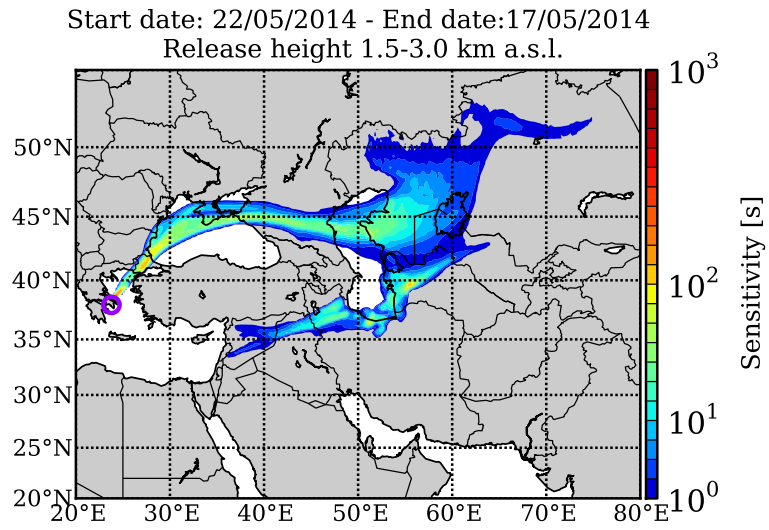 Start date: 22/05/2014 - End date:17/05/2014
Release height 1.5-3.0 km a.s.l.
50°N
45°N
40°N
35°N
30°N
25°N
20°N
20°E 30°E 40°E 50°E 60°E 70°E 80°E
10³
10²
10¹
10⁰
Sensitivity [s]